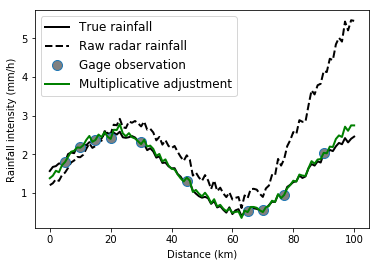 True rainfall
Raw radar rainfall
Gage observation
Multiplicative adjustment
Rainfall intensity (mm/h)
5
4
3
2
1
0 20 40 60 80 100
Distance (km)